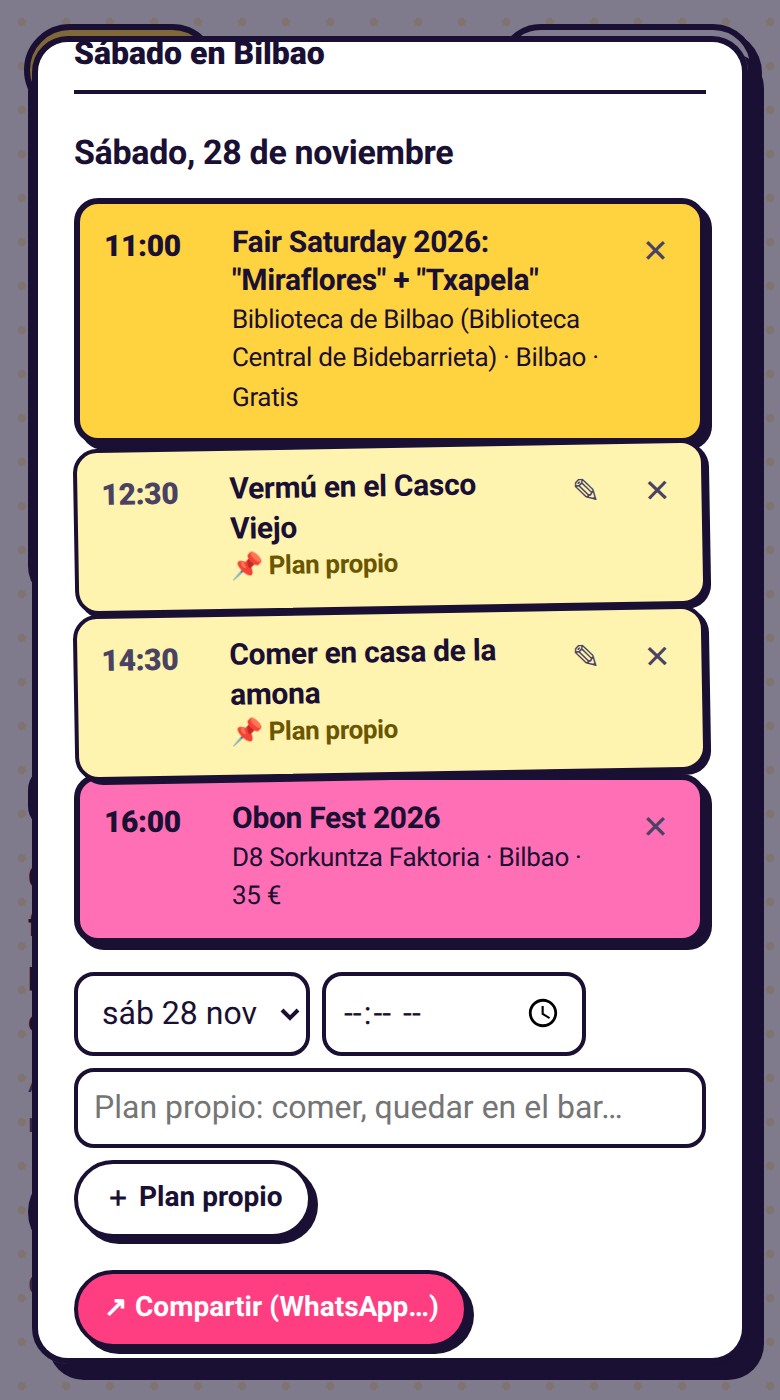 Sábado en Bilbao
Sábado, 28 de noviembre
11:00
Fair Saturday 2026:
"Miraflores" + "Txapela"
Biblioteca de Bilbao (Biblioteca
Central de Bidebarrieta) · Bilbao ·
Gratis
12:30
Vermú en el Casco
Viejo
📌 Plan propio
14:30
Comer en casa de la
amona
📌 Plan propio
16:00
Obon Fest 2026
D8 Sorkuntza Faktoria · Bilbao ·
35 €
sáb 28 nov
--:-- --
Plan propio: comer, quedar en el bar…
+ Plan propio
↗ Compartir (WhatsApp…)